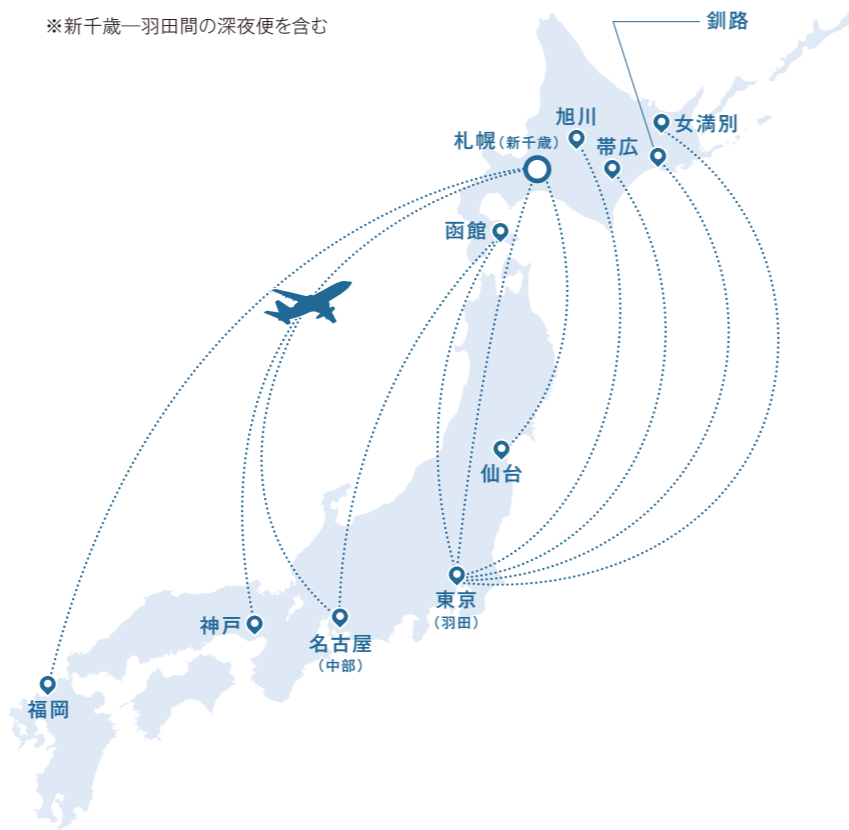 ※新千歳―羽田間の深夜便を含む
釧路
旭川
女満別
札幌(新千歳)
帯広
函館
仙台
東京
(羽田)
神戸
名古屋
(中部)
福岡